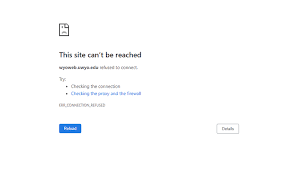 This site can't be reached
wyoweb.uwyo.edu refused to connect.
Try:
• Checking the connection
• Checking the proxy and the firewall
ERR_CONNECTION_REFUSED
Reload
Details